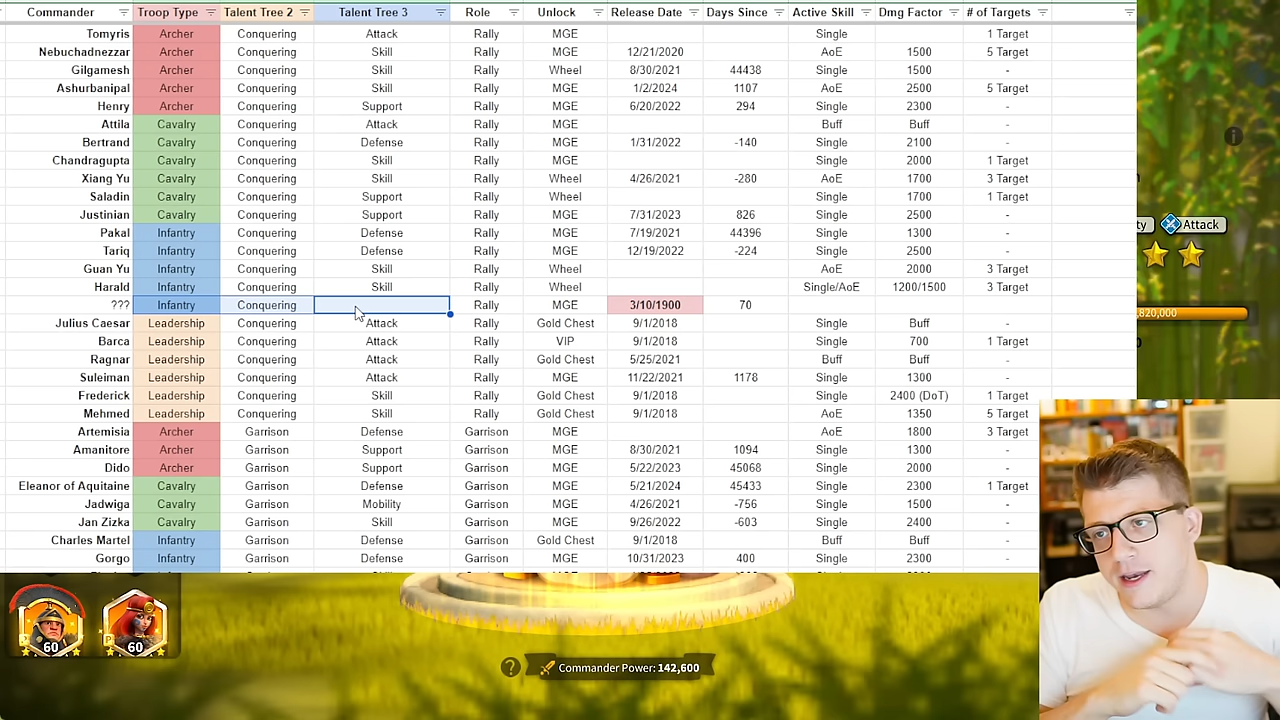 Commander Troop Type Talent Tree 2 Talent Tree 3 Role Unlock Release Date Days Since Active Skill Dmg Factor # of Targets
Tomyris Archer Conquering Attack Rally MGE Single 1 Target
Nebuchadnezzar Archer Conquering Skill Rally MGE 12/21/2020 AoE 1500 5 Target
Gilgamesh Archer Conquering Skill Rally Wheel 8/30/2021 44438 Single 1500 -
Ashurbanipal Archer Conquering Skill Rally MGE 1/2/2024 1107 AoE 2500 5 Target
Henry Archer Conquering Support Rally MGE 6/20/2022 294 Single 2300 -
Attila Cavalry Conquering Attack Rally MGE Buff Buff -
Bertrand Cavalry Conquering Defense Rally MGE 1/31/2022 -140 Single 2100 -
Chandragupta Cavalry Conquering Skill Rally MGE Single 2000 1 Target
Xiang Yu Cavalry Conquering Skill Rally Wheel 4/26/2021 -280 AoE 1700 3 Target
Saladin Cavalry Conquering Support Rally Wheel Single 1700 1 Target
Justinian Cavalry Conquering Support Rally MGE 7/31/2023 826 Single 2500 -
Pakal Infantry Conquering Defense Rally MGE 7/19/2021 44396 Single 1300 -
Tariq Infantry Conquering Defense Rally MGE 12/19/2022 -224 Single 2500 -
Guan Yu Infantry Conquering Skill Rally Wheel AoE 2000 3 Target
Harald Infantry Conquering Skill Rally Wheel Single/AoE 1200/1500 3 Target
??? Infantry Conquering Rally MGE 3/10/1900 70
Julius Caesar Leadership Conquering Attack Rally Gold Chest 9/1/2018 Single Buff -
Barca Leadership Conquering Attack Rally VIP 9/1/2018 Single 700 1 Target
Ragnar Leadership Conquering Attack Rally Gold Chest 5/25/2021 Buff Buff -
Suleiman Leadership Conquering Attack Rally MGE 11/22/2021 1178 Single 1300 -
Frederick Leadership Conquering Skill Rally Gold Chest 9/1/2018 Single 2400 (DoT) 1 Target
Mehmed Leadership Conquering Skill Rally Gold Chest 9/1/2018 AoE 1350 5 Target
Artemisia Archer Garrison Defense Garrison MGE AoE 1800 3 Target
Amanitore Archer Garrison Support Garrison MGE 8/30/2021 1094 Single 1300 -
Dido Archer Garrison Support Garrison MGE 5/22/2023 45068 Single 2000 -
Eleanor of Aquitaine Cavalry Garrison Defense Garrison MGE 5/21/2024 45433 Single 2300 1 Target
Jadwiga Cavalry Garrison Mobility Garrison MGE 4/26/2021 -756 Single 1500 -
Jan Zizka Cavalry Garrison Skill Garrison MGE 9/26/2022 -603 Single 2400 -
Charles Martel Infantry Garrison Defense Garrison Gold Chest 9/1/2018 Buff Buff -
Gorgo Infantry Garrison Defense Garrison MGE 10/31/2023 400 Single 2300 -
ty Attack
,820,000
60 60
? Commander Power: 142,600